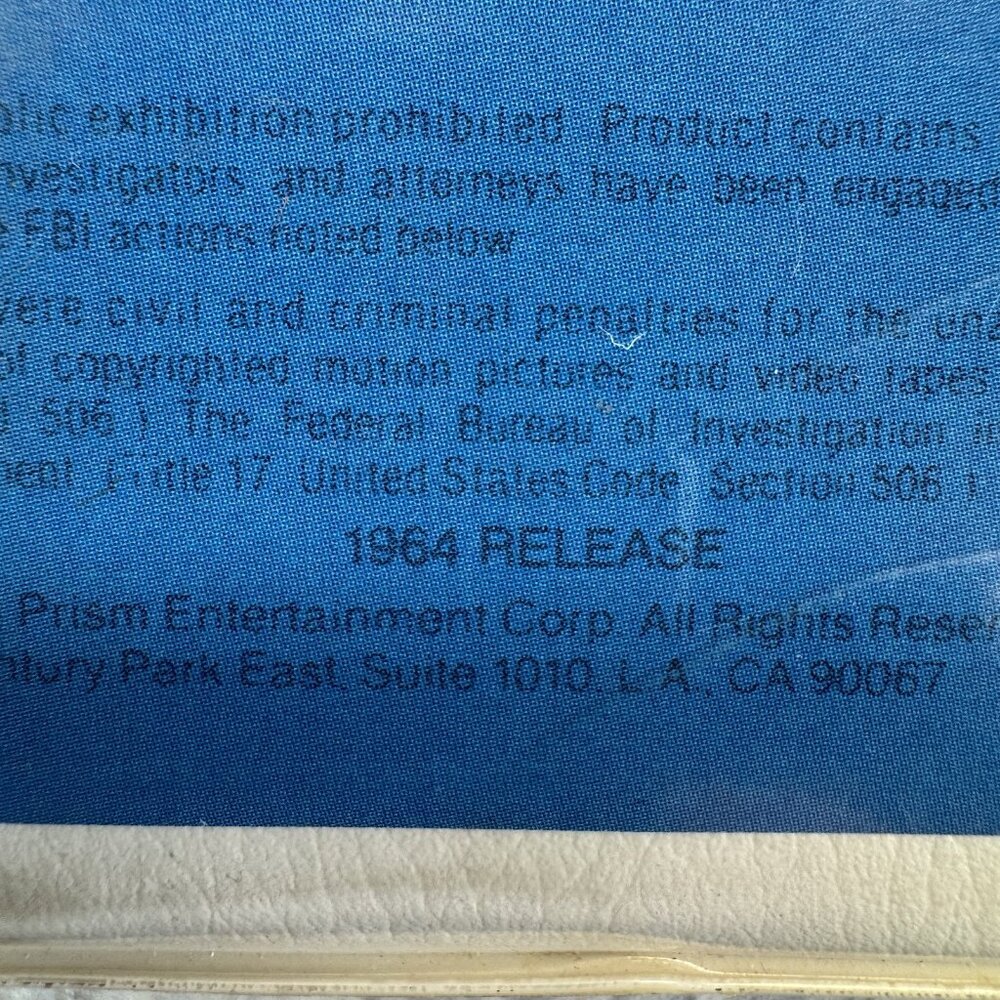 exhibition prohibited. Product contains
and attorneys have been engaged
FBI actions noted below
civil and criminal penalties for the
of copyrighted motion pictures and video tapes
506 ) The Federal Bureau of Investigation
Title 17 United States Code Section 506 )
1964 RELEASE
Prism Entertainment Corp. All Rights
Park East, Suite 1010, L.A., CA 90067